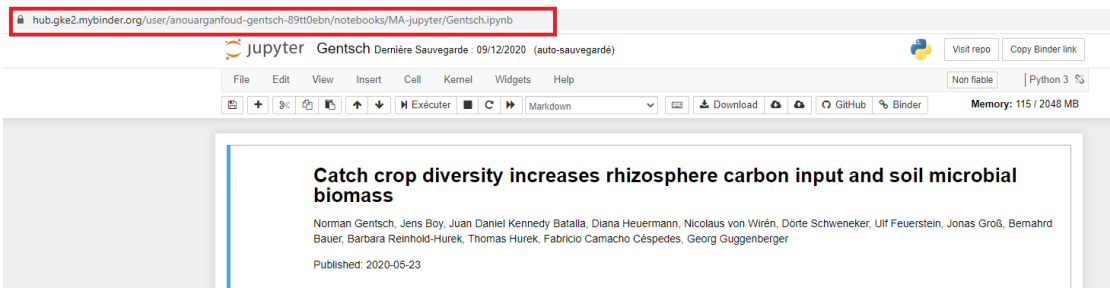 hub.gke2.mybinder.org/user/anouarganfoud-gentsch-89tt0ebn/notebooks/MA-jupyter/Gentsch.ipynb
jupyter Gentsch Dernière Sauvegarde : 09/12/2020 (auto-sauvegardé) Visit repo Copy Binder link
File Edit View Insert Cell Kernel Widgets Help Non fiable Python 3
Exécuter Markdown Download GitHub Binder Memory: 115 / 2048 MB
Catch crop diversity increases rhizosphere carbon input and soil microbial
biomass
Norman Gentsch, Jens Boy, Juan Daniel Kennedy Batalla, Diana Heuermann, Nicolaus von Wirén, Dörte Schweneker, Ulf Feuerstein, Jonas Groß, Bernahrd
Bauer, Barbara Reinhold-Hurek, Thomas Hurek, Fabricio Camacho Céspedes, Georg Guggenberger
Published: 2020-05-23